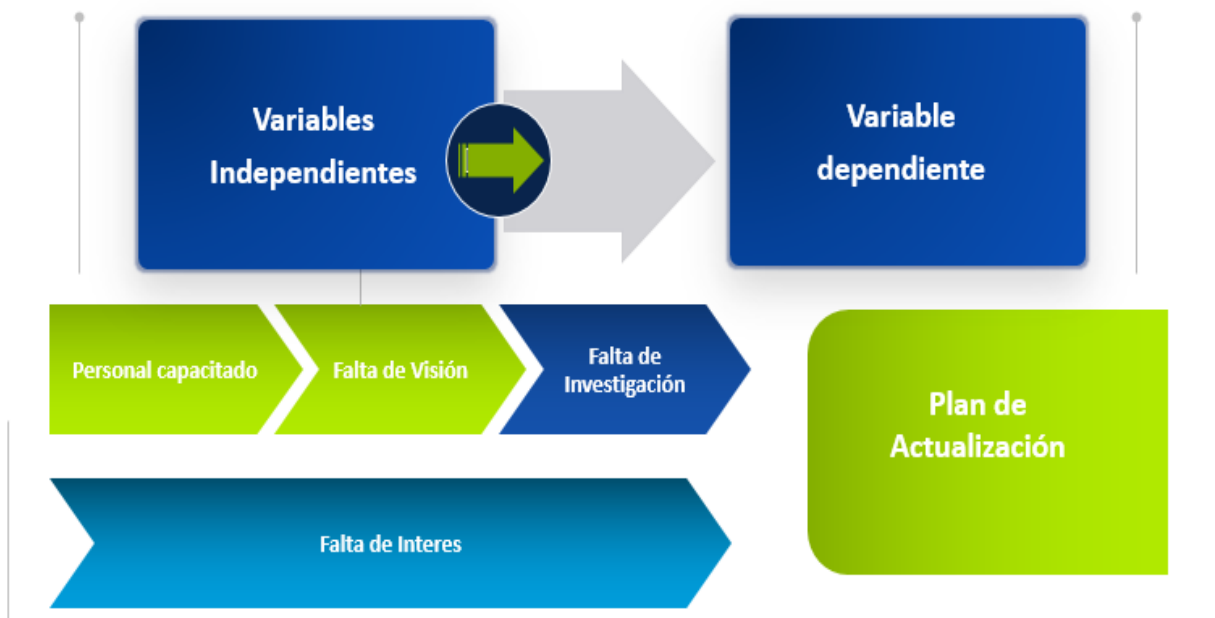 Variables
Independientes
Variable
dependiente
Personal capacitado
Falta de Visión
Falta de
Investigación
Plan de
Actualización
Falta de Interes